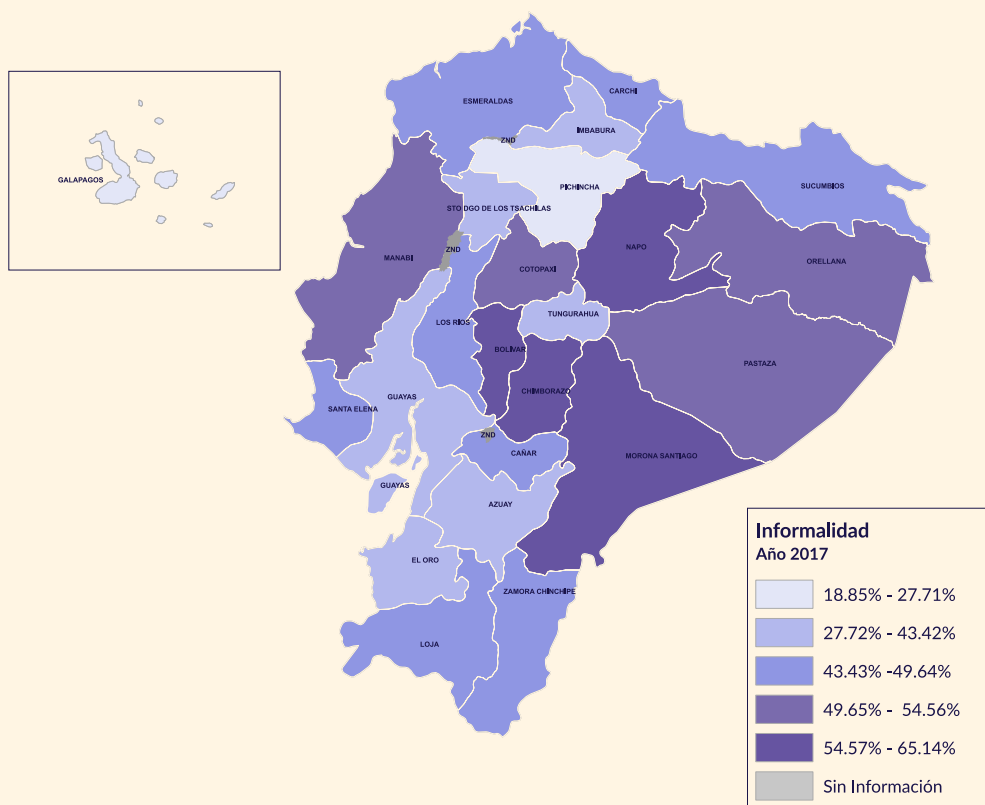 CARCHI
ESMERALDAS
IMBABURA
ZND
GALAPAGOS
PICHINCHA
SUCUMBIOS
STO DGO DE LOS TSACHILAS
NAPO
ZND
MANABI
ORELLANA
COTOPAXI
TUNGURAHUA
LOS RIOS
BOLIVAR
PASTAZA
CHIMBORAZO
GUAYAS
SANTA ELENA
ZND
CAÑAR
MORONA SANTIAGO
GUAYAS
AZUAY
EL ORO
ZAMORA CHINCHIPE
LOJA
Informalidad
Año 2017
18.85% - 27.71%
27.72% - 43.42%
43.43% -49.64%
49.65% - 54.56%
54.57% - 65.14%
Sin Información